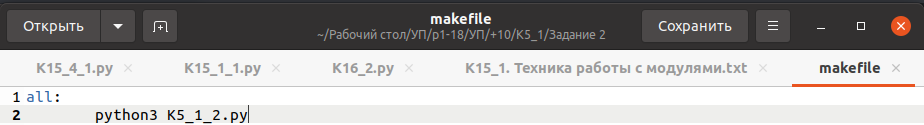 Открыть
makefile
~/Рабочий стол/УП/р1-18/УП/+10/K5_1/Задание 2
Сохранить
K15_4_1.py
K15_1_1.py
K16_2.py
K15_1. Техника работы с модулями.txt
makefile
1 all:
2 python3 K5_1_2.py